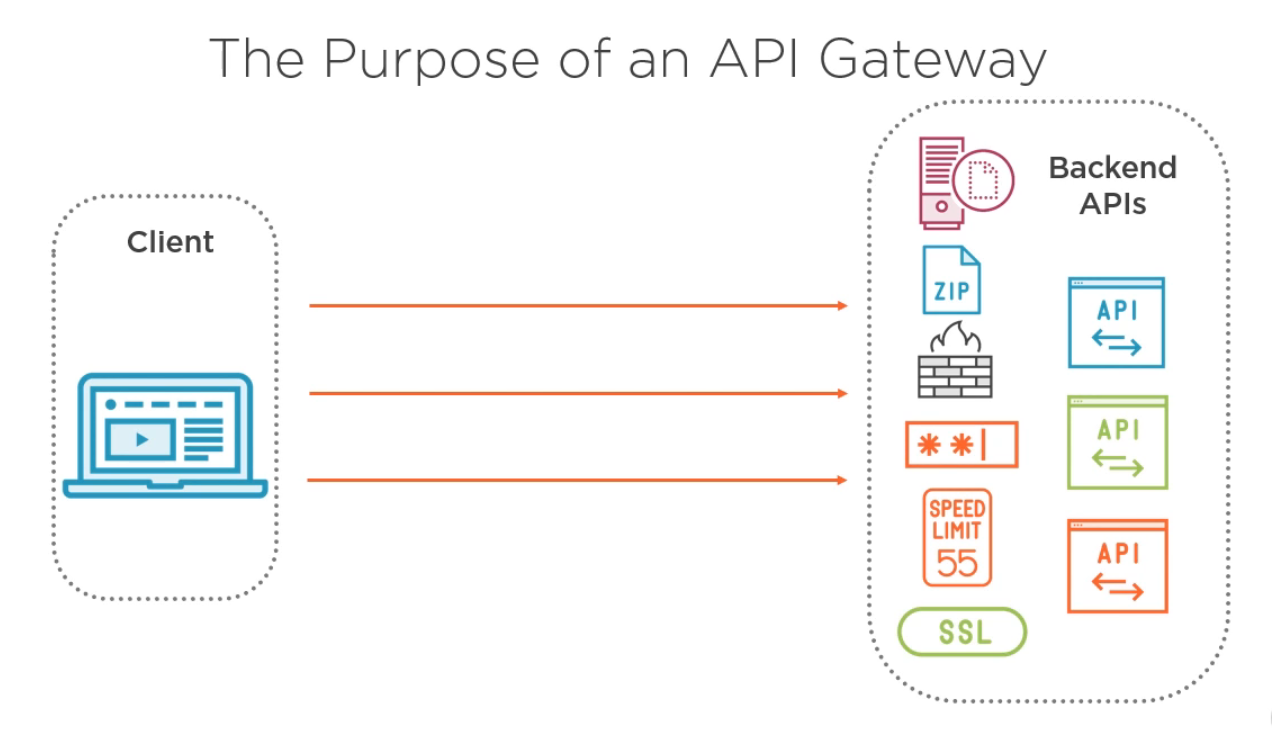 The Purpose of an API Gateway
Client
Backend
APIs
ZIP
API
**|
API
SPEED
LIMIT
55
API
SSL